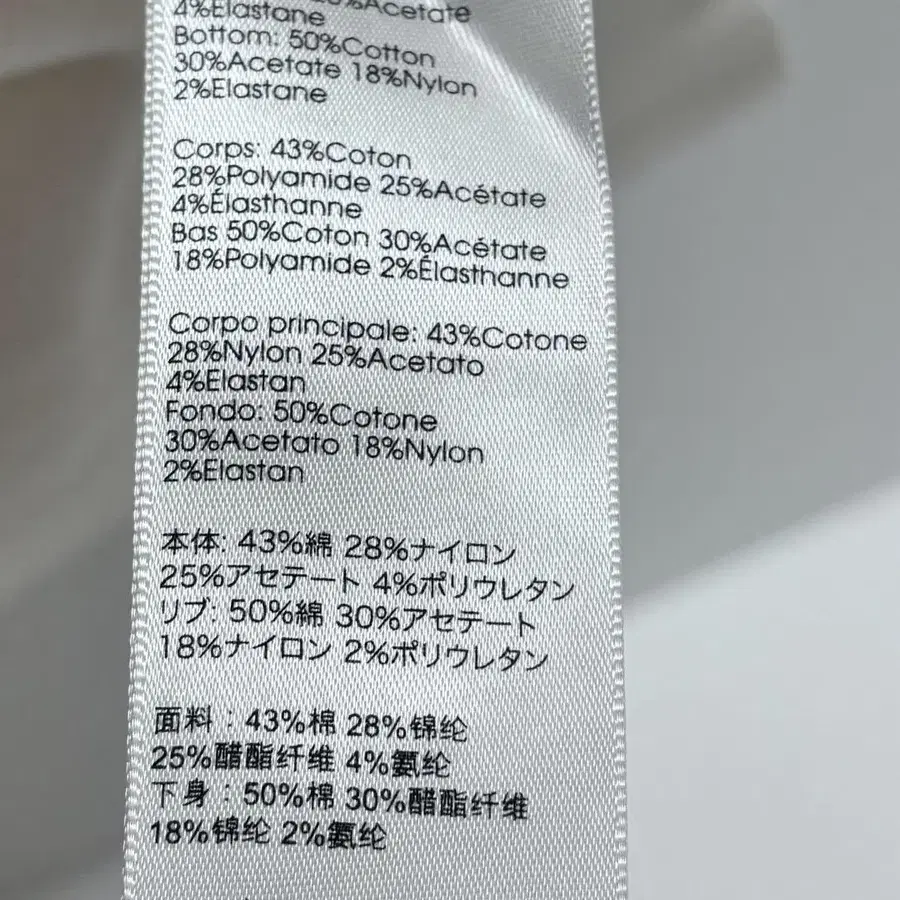 %Acetate
4%Elastane
Bottom: 50%Cotton
30%Acetate 18%Nylon
2%Elastane
Corps: 43%Coton
28%Polyamide 25%Acétate
4%Élasthanne
Bas 50%Coton 30%Acétate
18%Polyamide 2%Élasthanne
Corpo principale: 43%Cotone
28%Nylon 25%Acetato
4%Elastan
Fondo: 50%Cotone
30%Acetato 18%Nylon
2%Elastan
本体: 43%綿 28%ナイロン
25%アセテート 4%ポリウレタン
リブ: 50%綿 30%アセテート
18%ナイロン 2%ポリウレタン
面料：43%棉 28%锦纶
25%醋酯纤维 4%氨纶
下身：50%棉 30%醋酯纤维
18%锦纶 2%氨纶